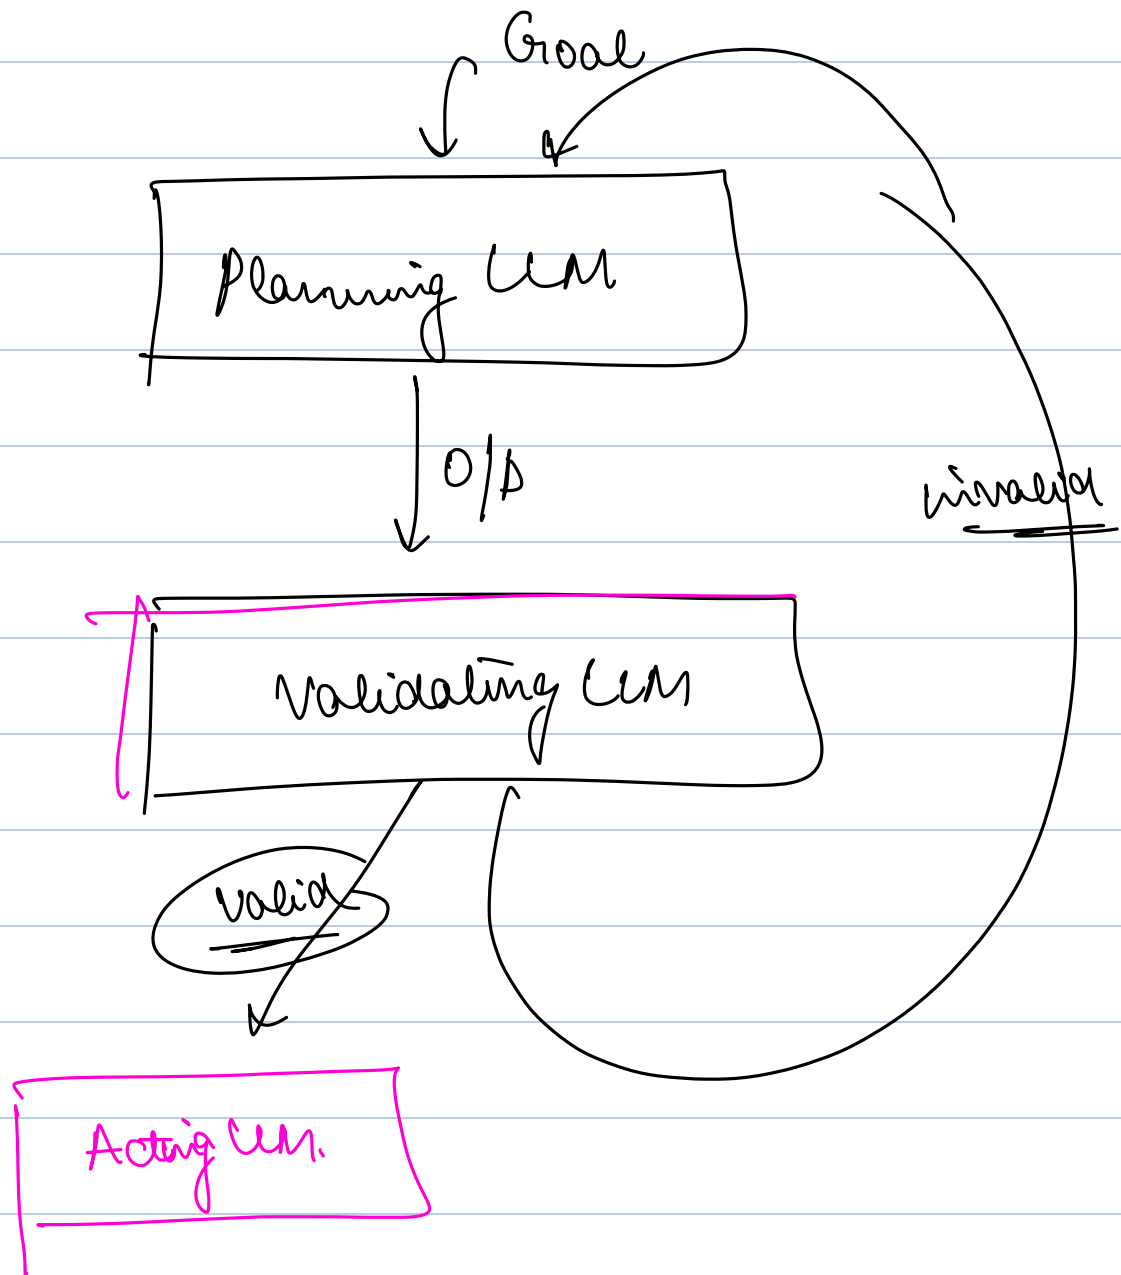 Goal
Planning LLM
O/P
invalid
Validating LLM
Valid
Acting LLM.